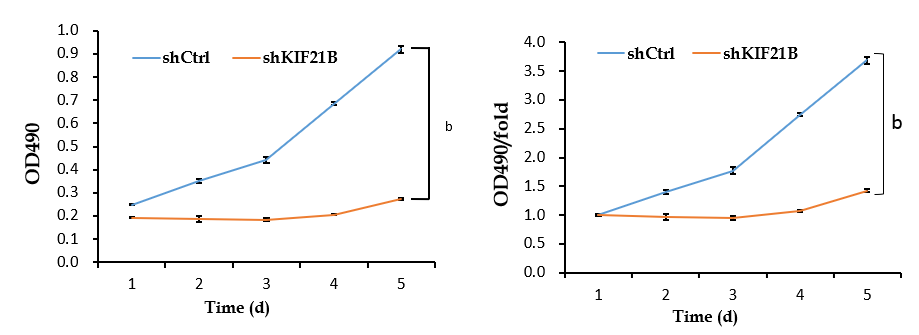 1.0
0.9
0.8
0.7
0.6
0.5
0.4
0.3
0.2
0.1
0.0
OD490
shCtrl shKIF21B
b
1 2 3 4 5
Time (d)
4.0
3.5
3.0
2.5
2.0
1.5
1.0
0.5
0.0
OD490/fold
shCtrl shKIF21B
b
1 2 3 4 5
Time (d)